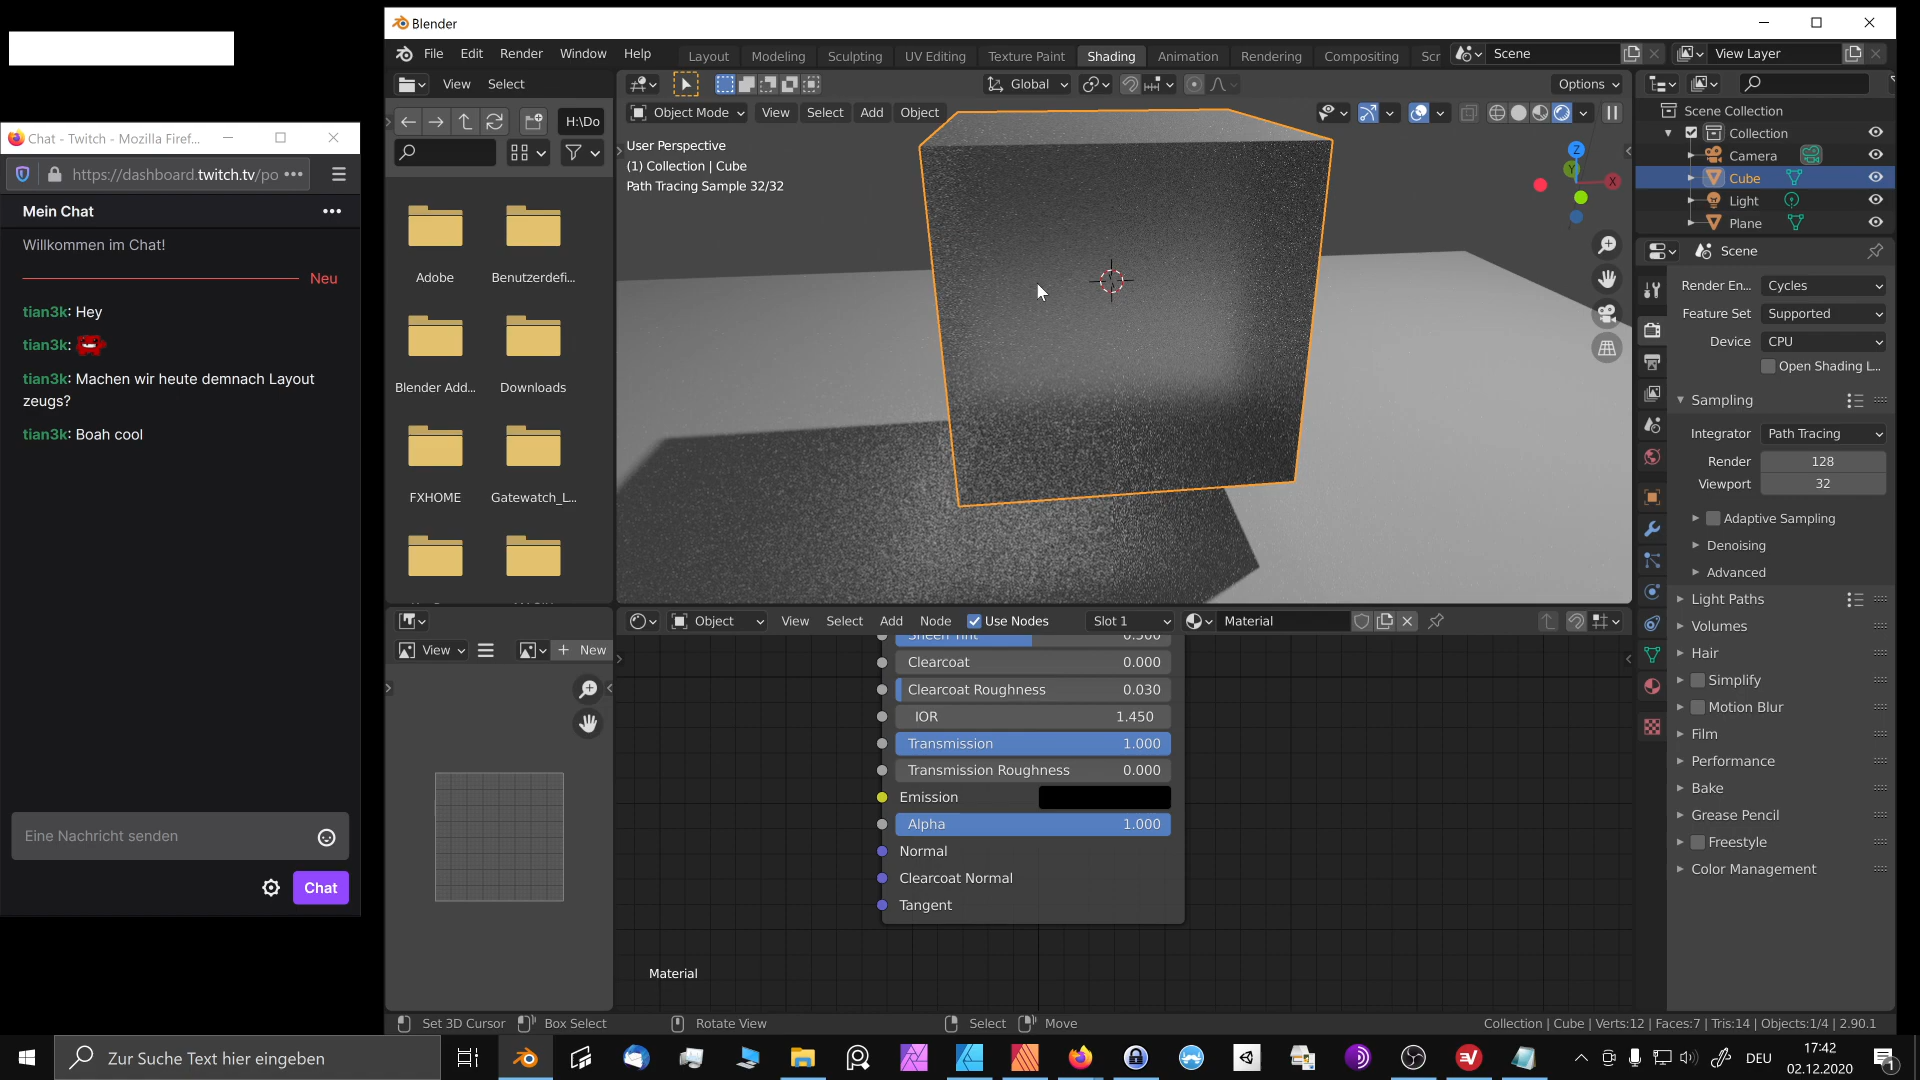 Blender
File Edit Render Window Help
Layout Modeling Sculpting UV Editing Texture Paint Shading Animation Rendering Compositing Scr
Scene
View Layer
View Select
Global
Options
H:\Do
Object Mode View Select Add Object
User Perspective
(1) Collection | Cube
Path Tracing Sample 32/32
Z
Y
X
Adobe
Benutzerdefi...
Blender Add...
Downloads
FXHOME
Gatewatch_L...
Chat - Twitch - Mozilla Firef...
https://dashboard.twitch.tv/po
Mein Chat
Willkommen im Chat!
Neu
tian3k: Hey
tian3k:
tian3k: Machen wir heute demnach Layout
zeugs?
tian3k: Boah cool
Eine Nachricht senden
Chat
Scene Collection
Collection
Camera
Cube
Light
Plane
Scene
Render En... Cycles
Feature Set Supported
Device CPU
Open Shading L...
Sampling
Integrator Path Tracing
Render 128
Viewport 32
Adaptive Sampling
Denoising
Advanced
Light Paths
Volumes
Hair
Simplify
Motion Blur
Film
Performance
Bake
Grease Pencil
Freestyle
Color Management
View
New
Object View Select Add Node Use Nodes Slot 1 Material
Sheen Tint 0.500
Clearcoat 0.000
Clearcoat Roughness 0.030
IOR 1.450
Transmission 1.000
Transmission Roughness 0.000
Emission
Alpha 1.000
Normal
Clearcoat Normal
Tangent
Material
Set 3D Cursor Box Select Rotate View Select Move
Collection | Cube | Verts:12 | Faces:7 | Tris:14 | Objects:1/4 | 2.90.1
Zur Suche Text hier eingeben
DEU
17:42
02.12.2020
1